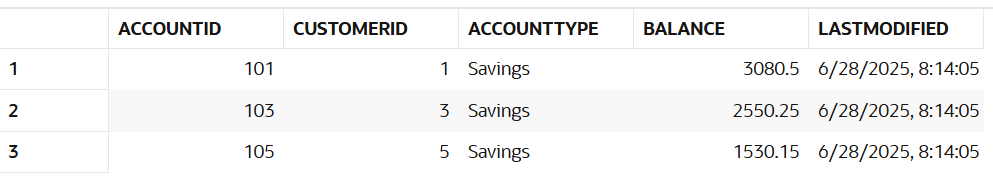 ACCOUNTID CUSTOMERID ACCOUNTTYPE BALANCE LASTMODIFIED
1 101 1 Savings 3080.5 6/28/2025, 8:14:05
2 103 3 Savings 2550.25 6/28/2025, 8:14:05
3 105 5 Savings 1530.15 6/28/2025, 8:14:05